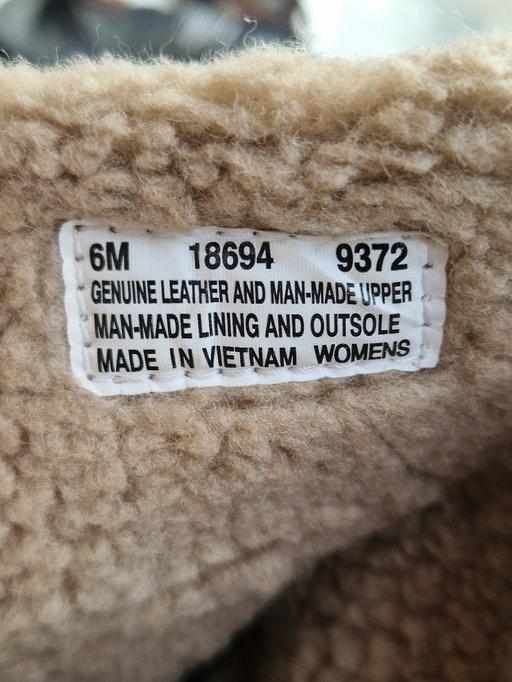 6M 18694 9372
GENUINE LEATHER AND MAN-MADE UPPER
MAN-MADE LINING AND OUTSOLE
MADE IN VIETNAM WOMENS